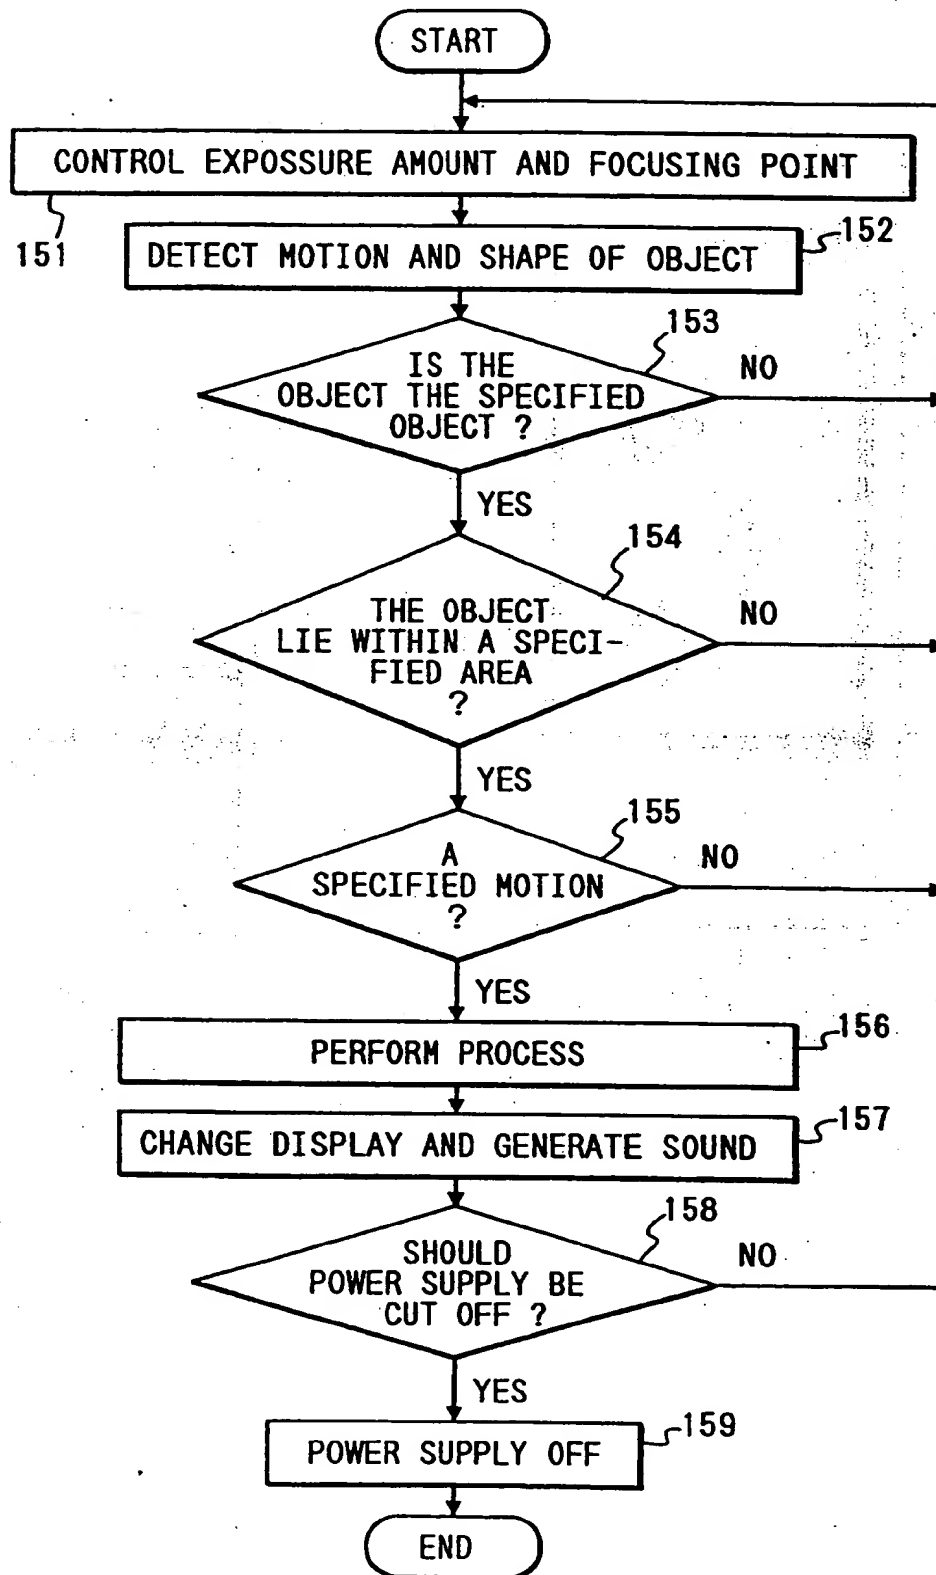 START
CONTROL EXPOSSURE AMOUNT AND FOCUSING POINT
151
152
DETECT MOTION AND SHAPE OF OBJECT
153
IS THE
NO
OBJECT THE SPECIFIED
OBJECT ?
YES
154
THE OBJECT
NO
LIE WITHIN A SPECI-
FIED AREA
?
YES
155
A
NO
SPECIFIED MOTION
?
YES
156
PERFORM PROCESS
157
CHANGE DISPLAY AND GENERATE SOUND
158
SHOULD
NO
POWER SUPPLY BE
CUT OFF ?
YES
159
POWER SUPPLY OFF
END